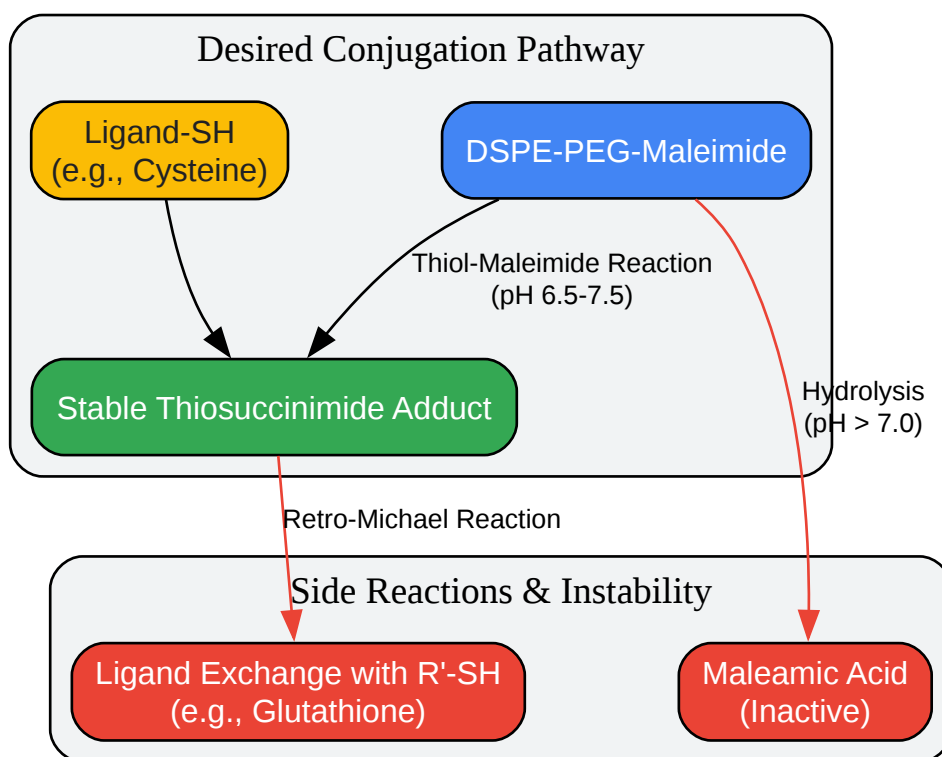 Desired Conjugation Pathway
Ligand-SH
(e.g., Cysteine)
DSPE-PEG-Maleimide
Thiol-Maleimide Reaction
(pH 6.5-7.5)
Stable Thiosuccinimide Adduct
Hydrolysis
(pH > 7.0)
Retro-Michael Reaction
Side Reactions & Instability
Ligand Exchange with R'-SH
(e.g., Glutathione)
Maleamic Acid
(Inactive)